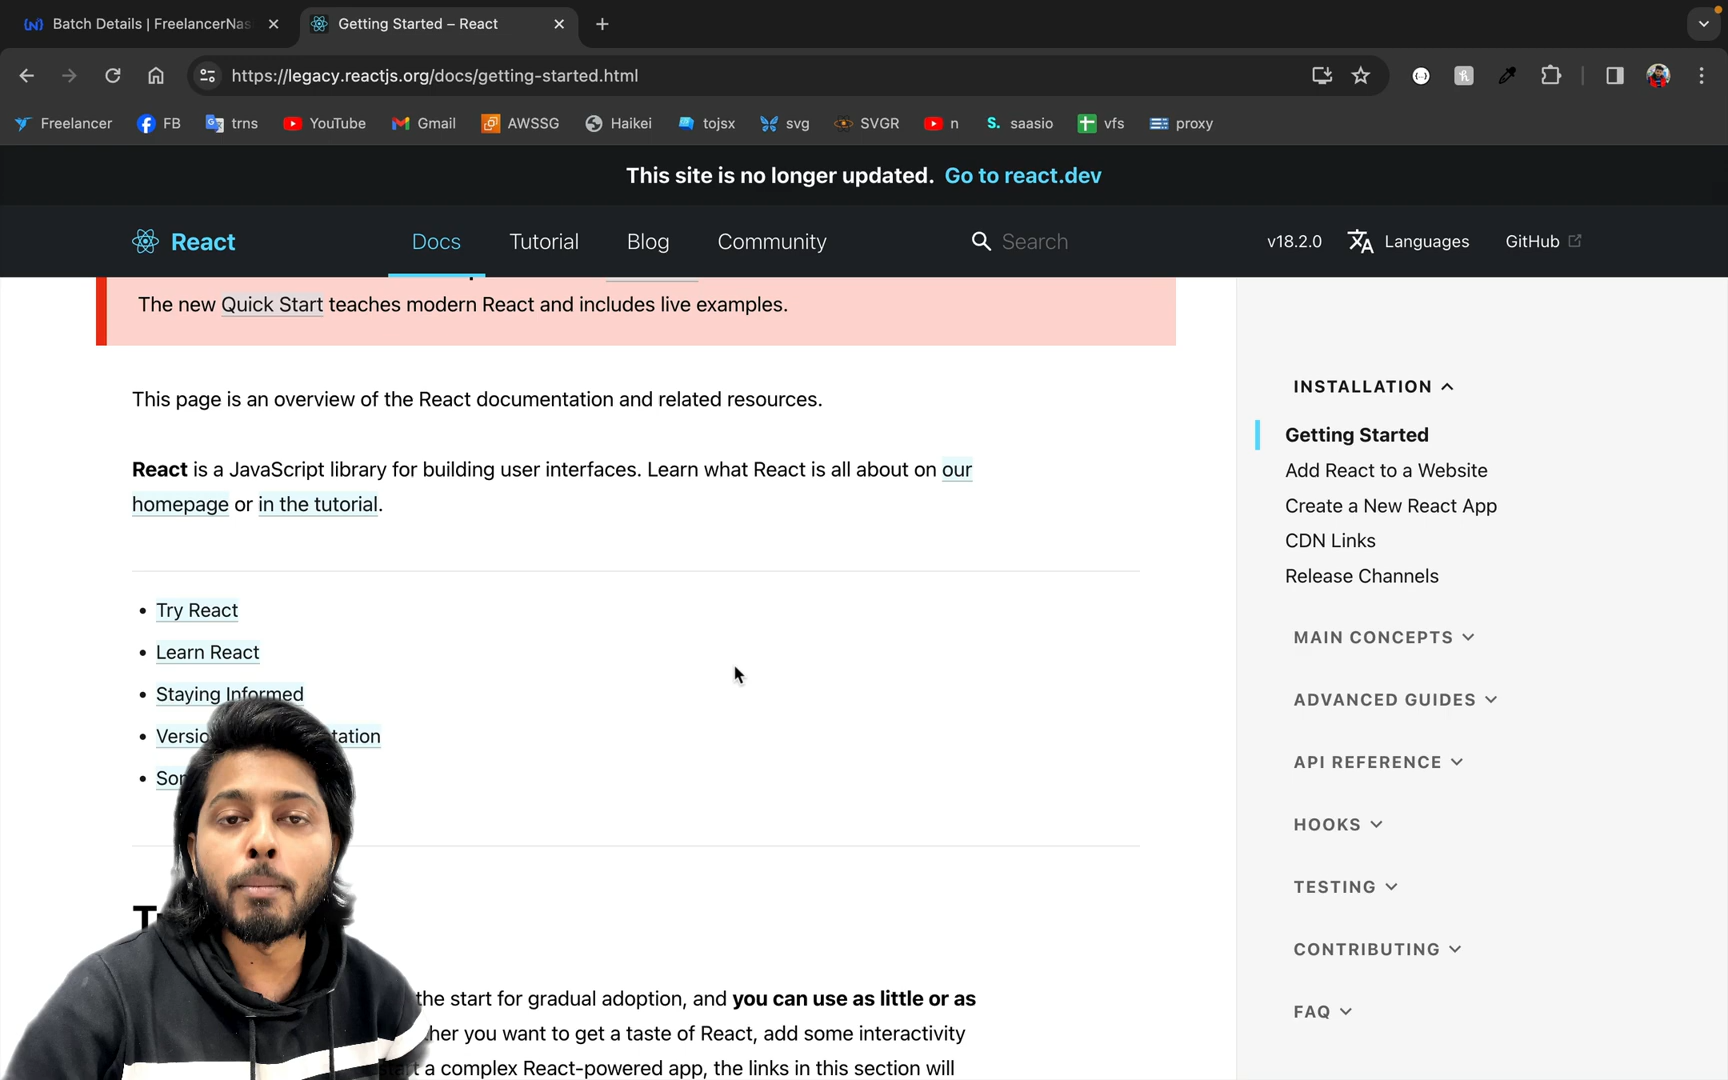 Batch Details | FreelancerNas
Getting Started – React
https://legacy.reactjs.org/docs/getting-started.html
Freelancer FB trns YouTube Gmail AWSSG Haikei tojsx svg SVGR n saasio vfs proxy
This site is no longer updated. Go to react.dev
React Docs Tutorial Blog Community Search v18.2.0 Languages GitHub
The new Quick Start teaches modern React and includes live examples.
This page is an overview of the React documentation and related resources.
React is a JavaScript library for building user interfaces. Learn what React is all about on our
homepage or in the tutorial.
• Try React
• Learn React
• Staying Informed
the start for gradual adoption, and you can use as little or as
you want to get a taste of React, add some interactivity
a complex React-powered app, the links in this section will
INSTALLATION
Getting Started
Add React to a Website
Create a New React App
CDN Links
Release Channels
MAIN CONCEPTS
ADVANCED GUIDES
API REFERENCE
HOOKS
TESTING
CONTRIBUTING
FAQ